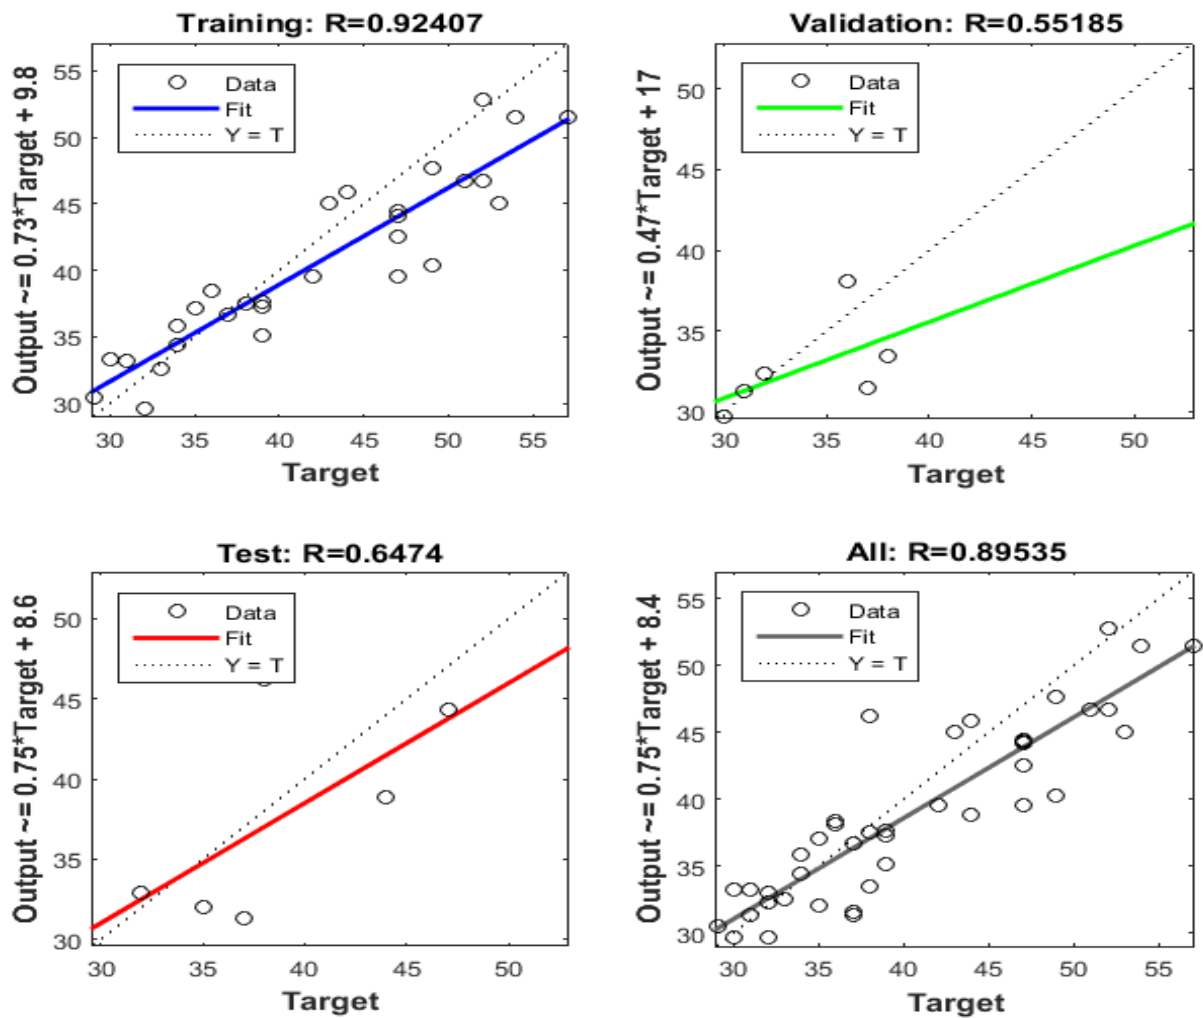 Training: R=0.92407
Output ~= 0.73*Target + 9.8
Data
Fit
Y = T
55
50
45
40
35
30
30 35 40 45 50 55
Target
Validation: R=0.55185
Output ~= 0.47*Target + 17
Data
Fit
Y = T
50
45
40
35
30
30 35 40 45 50
Target
Test: R=0.6474
Output ~= 0.75*Target + 8.6
Data
Fit
Y = T
50
45
40
35
30
30 35 40 45 50
Target
All: R=0.89535
Output ~= 0.75*Target + 8.4
Data
Fit
Y = T
55
50
45
40
35
30
30 35 40 45 50 55
Target